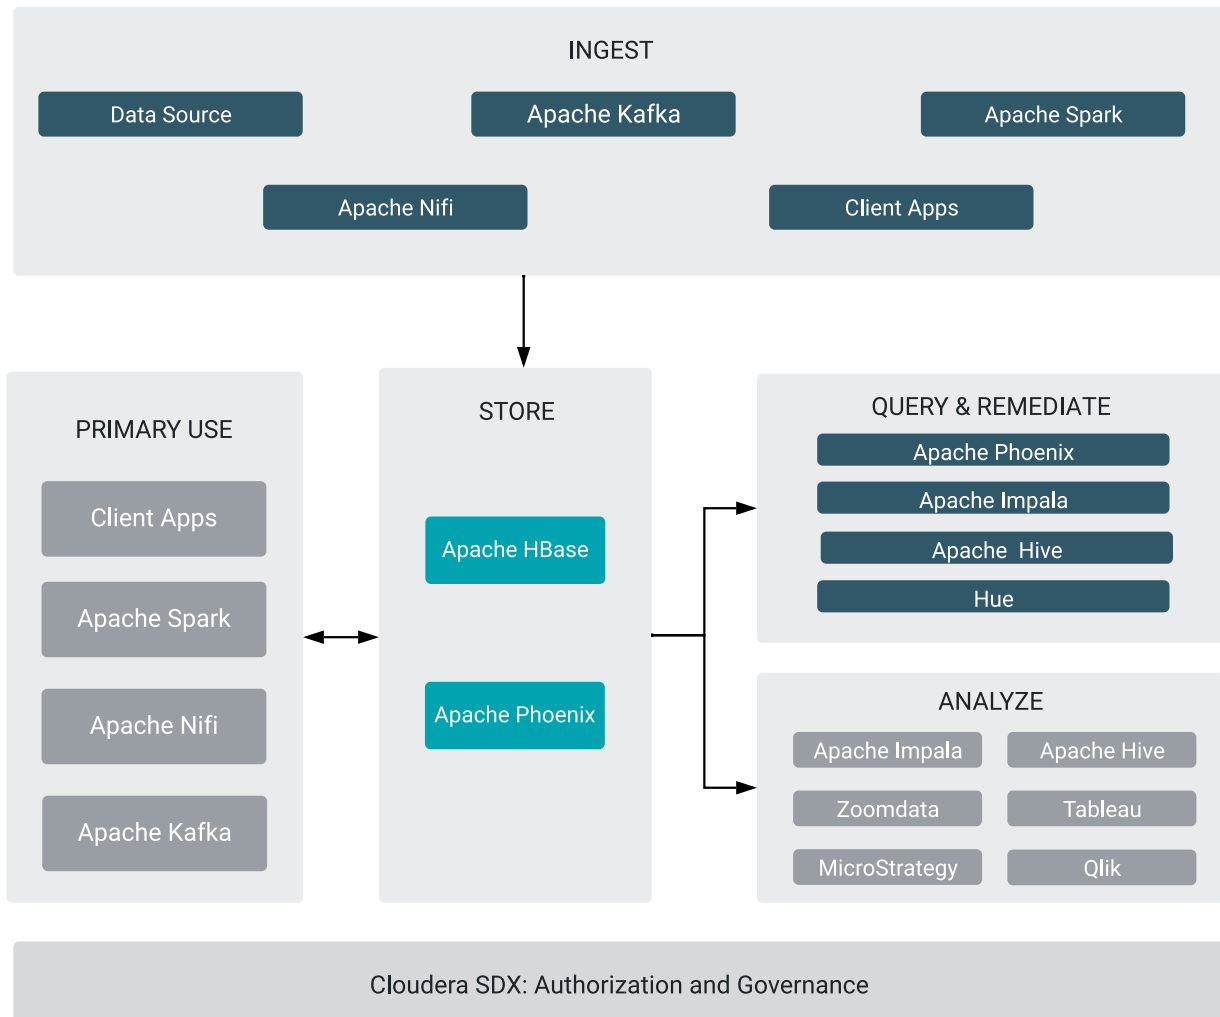 INGEST
Data Source
Apache Kafka
Apache Spark
Apache Nifi
Client Apps
PRIMARY USE
Client Apps
Apache Spark
Apache Nifi
Apache Kafka
STORE
Apache HBase
Apache Phoenix
QUERY & REMEDIATE
Apache Phoenix
Apache Impala
Apache Hive
Hue
ANALYZE
Apache Impala
Apache Hive
Zoomdata
Tableau
MicroStrategy
Qlik
Cloudera SDX: Authorization and Governance